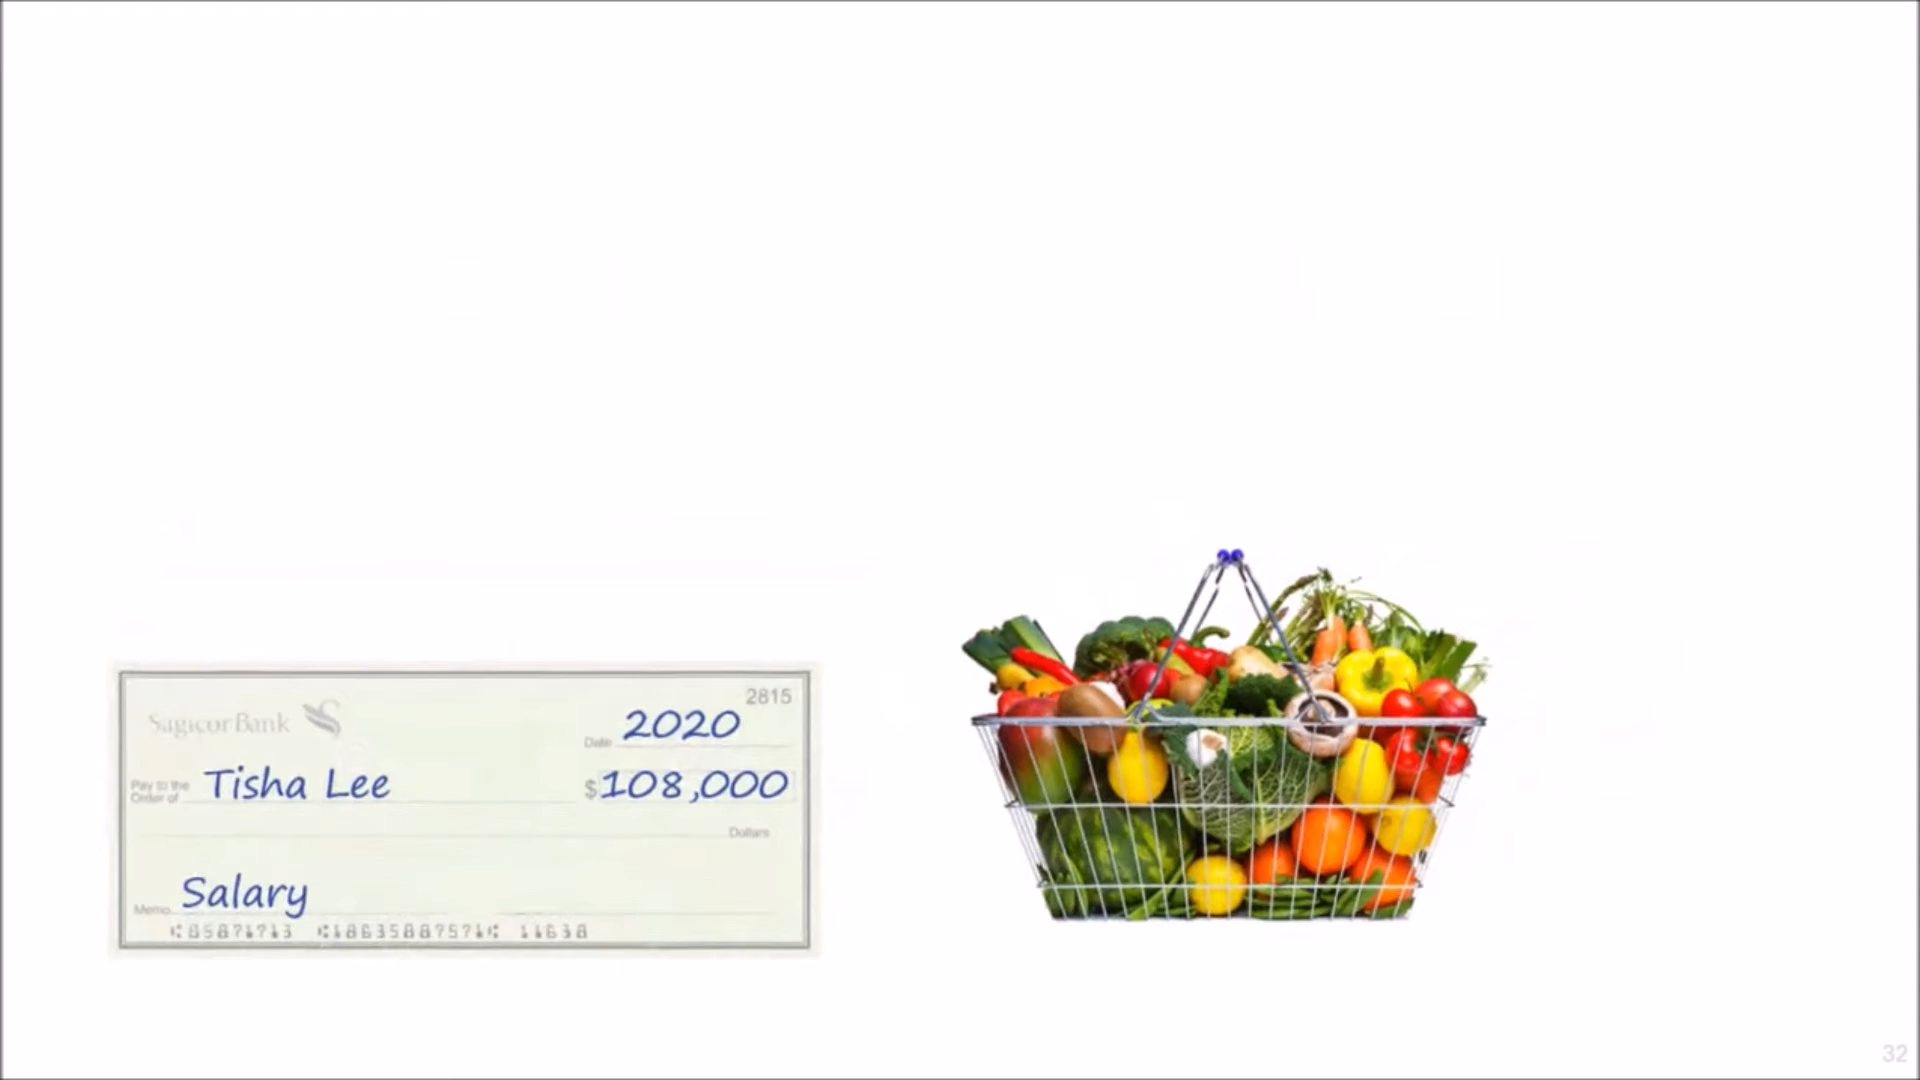 2815
Sagicor Bank
Date 2020
Pay to the
Order of Tisha Lee $108,000
Dollars
Memo Salary
32